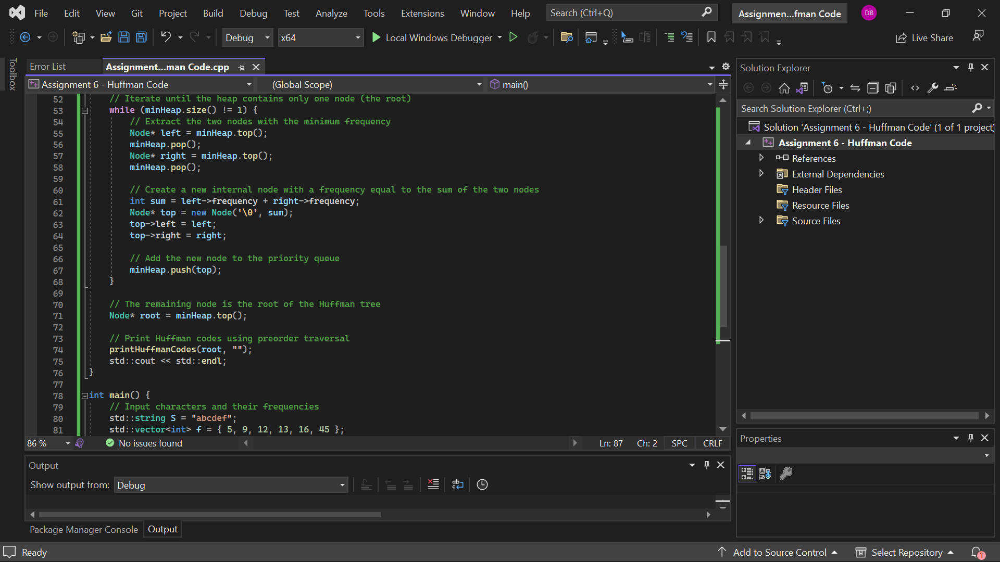 File Edit View Git Project Build Debug Test Analyze Tools Extensions Window Help Search (Ctrl+Q) Assignmen...fman Code DB
Debug x64 Local Windows Debugger Live Share
Toolbox
Error List Assignment...man Code.cpp
Assignment 6 - Huffman Code (Global Scope) main()
52 // Iterate until the heap contains only one node (the root)
53 while (minHeap.size() != 1) {
54 // Extract the two nodes with the minimum frequency
55 Node* left = minHeap.top();
56 minHeap.pop();
57 Node* right = minHeap.top();
58 minHeap.pop();
59
60 // Create a new internal node with a frequency equal to the sum of the two nodes
61 int sum = left->frequency + right->frequency;
62 Node* top = new Node('\0', sum);
63 top->left = left;
64 top->right = right;
65
66 // Add the new node to the priority queue
67 minHeap.push(top);
68 }
69
70 // The remaining node is the root of the Huffman tree
71 Node* root = minHeap.top();
72
73 // Print Huffman codes using preorder traversal
74 printHuffmanCodes(root, "");
75 std::cout << std::endl;
76 }
77
78 int main() {
79 // Input characters and their frequencies
80 std::string S = "abcdef";
81 std::vector<int> f = { 5, 9, 12, 13, 16, 45 };
86 % No issues found Ln: 87 Ch: 2 SPC CRLF
Output
Show output from: Debug
Package Manager Console Output
Solution Explorer
Search Solution Explorer (Ctrl+;)
Solution 'Assignment 6 - Huffman Code' (1 of 1 project)
Assignment 6 - Huffman Code
References
External Dependencies
Header Files
Resource Files
Source Files
Properties
Ready Add to Source Control Select Repository 1